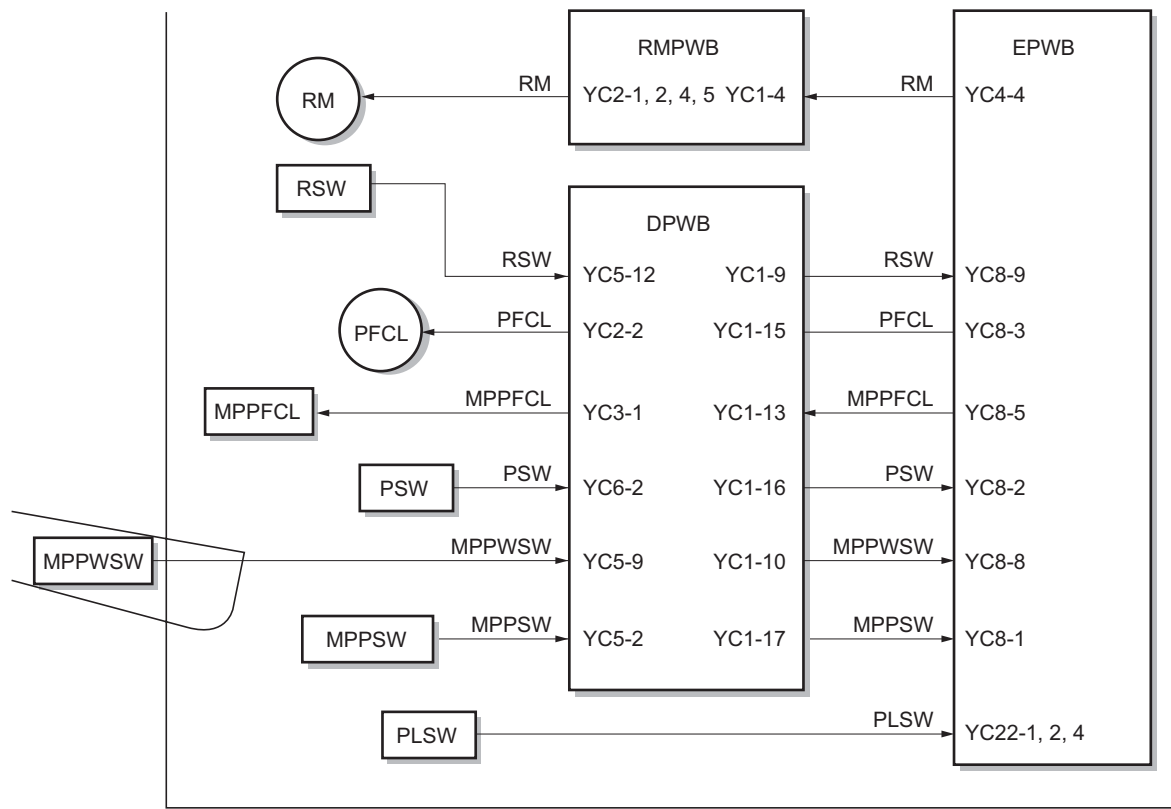 RMPWB
EPWB
RM
RM
YC2-1, 2, 4, 5
YC1-4
RM
YC4-4
RSW
DPWB
RSW
YC5-12
YC1-9
RSW
YC8-9
PFCL
PFCL
YC2-2
YC1-15
PFCL
YC8-3
MPPFCL
MPPFCL
YC3-1
YC1-13
MPPFCL
YC8-5
PSW
PSW
YC6-2
YC1-16
PSW
YC8-2
MPPWSW
MPPWSW
YC5-9
YC1-10
MPPWSW
YC8-8
MPPSW
MPPSW
YC5-2
YC1-17
MPPSW
YC8-1
PLSW
PLSW
YC22-1, 2, 4